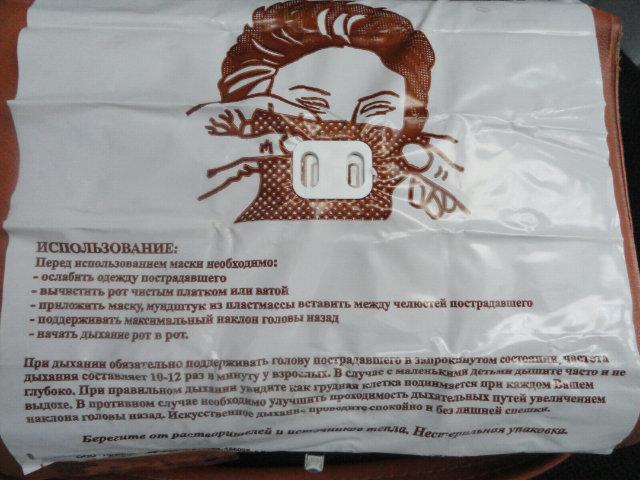 ИСПОЛЬЗОВАНИЕ:
Перед использованием маски необходимо:
- ослабить одежду пострадавшего
- вычистить рот чистым платком или ватой
- приложить маску, мундштук из пластмассы вставить между челюстей пострадавшего
- поддерживать максимальный наклон головы назад
- начать дыхание рот в рот.
При дыхании обязательно поддерживать голову пострадавшего в запрокинутом состоянии, частота
дыхания составляет 10-12 раз в минуту у взрослых. В случае с маленькими детьми дышите часто и не
глубоко. При правильном дыхании увидите как грудная клетка поднимается при каждом Вашем
выдохе. В противном случае необходимо улучшить проходимость дыхательных путей увеличением
наклона головы назад. Искусственное дыхание проводите спокойно и без лишней спешки.
Берегите от растворителей и источника тепла. Нестерильная упаковка.
ООО